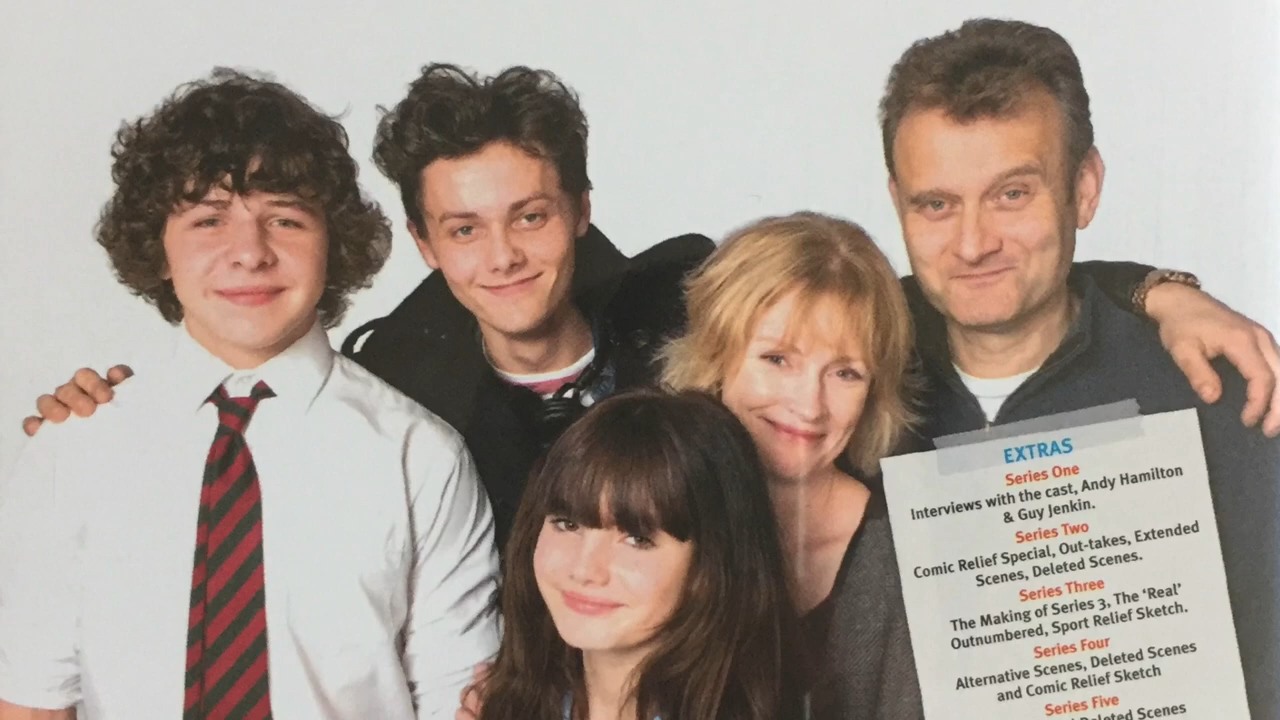 EXTRAS
Series One
Interviews with the cast, Andy Hamilton
& Guy Jenkin.
Series Two
Comic Relief Special, Out-takes, Extended
Scenes, Deleted Scenes.
Series Three
The Making of Series 3, The ‘Real’
Outnumbered, Sport Relief Sketch.
Series Four
Alternative Scenes, Deleted Scenes
and Comic Relief Sketch
Series Five
Deleted Scenes